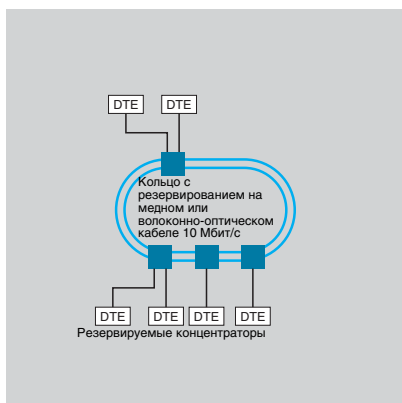 DTE DTE
Кольцо с
резервированием на
медном или
волоконно-оптическом
кабеле 10 Мбит/с
DTE DTE DTE DTE
Резервируемые концентраторы